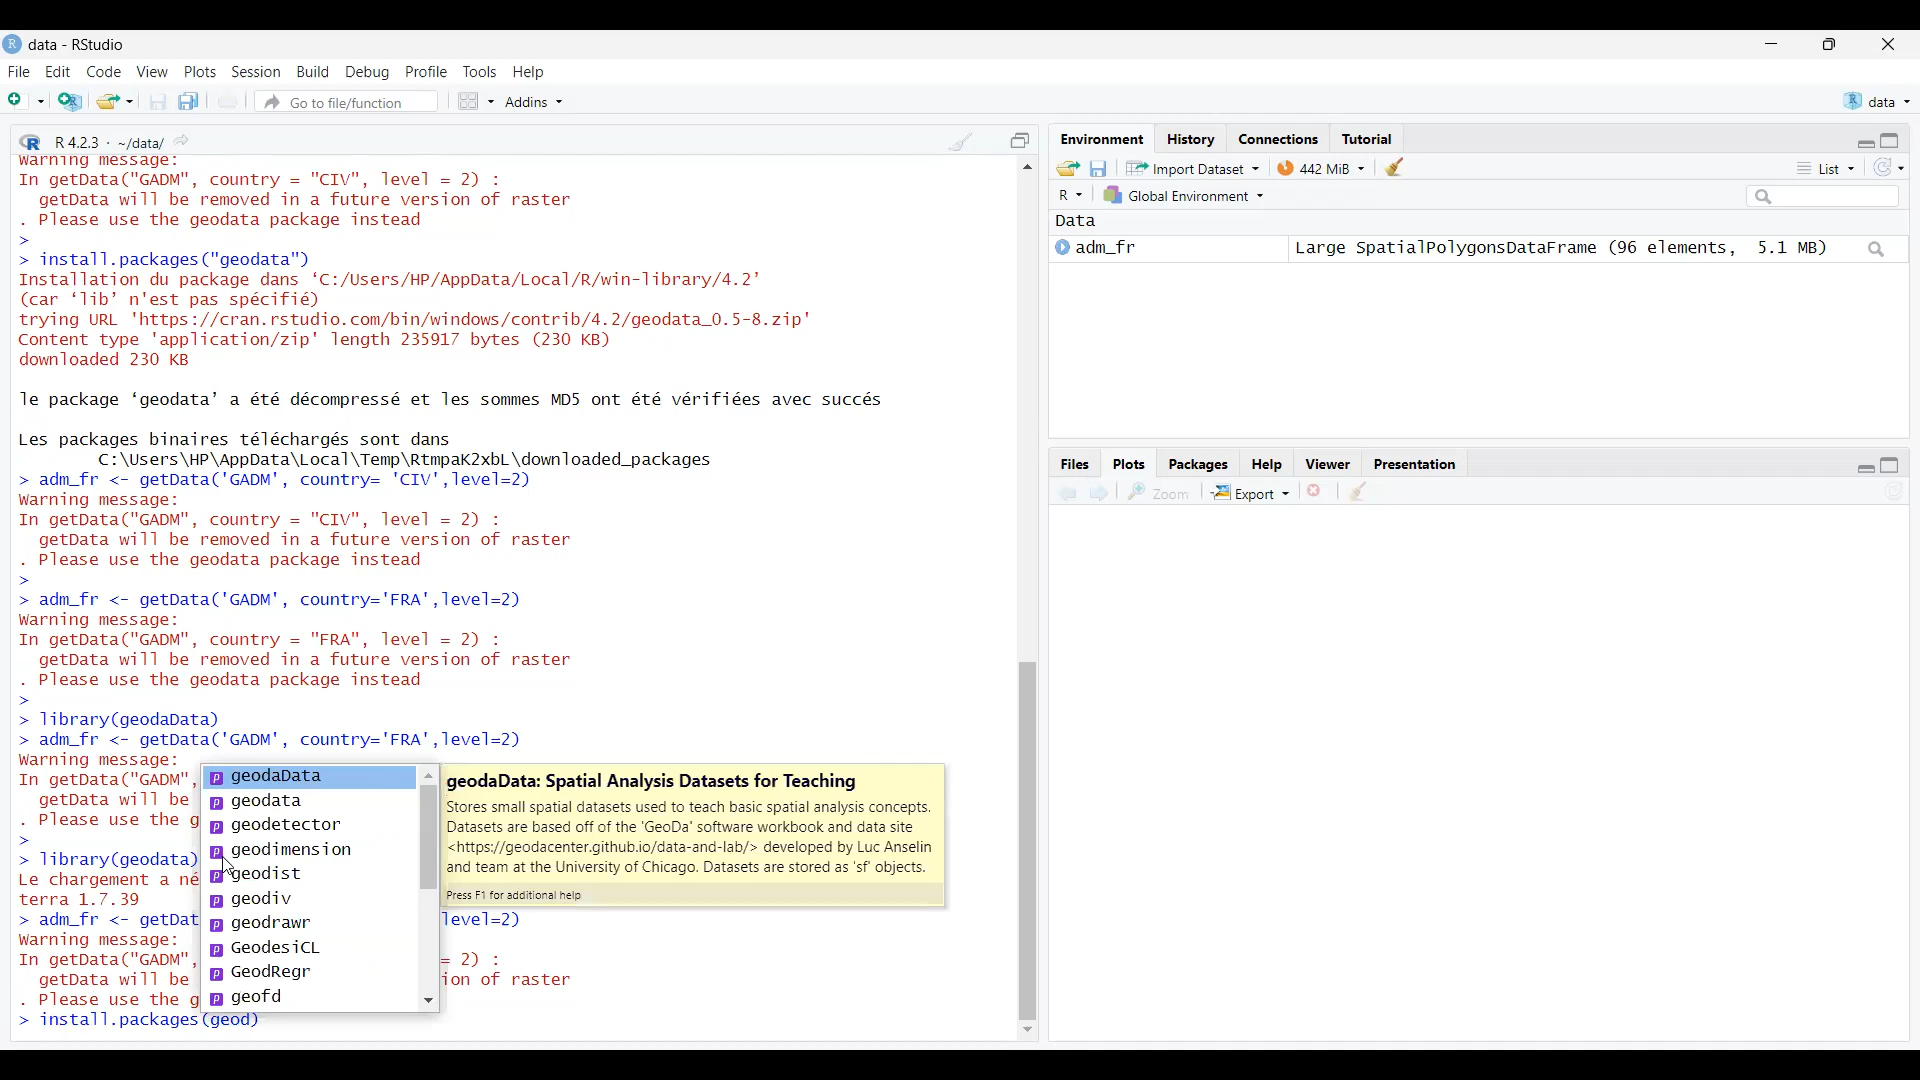 data - RStudio
File Edit Code View Plots Session Build Debug Profile Tools Help
Go to file/function Addins data
R 4.2.3 · ~/data/
Warning message:
In getData("GADM", country = "CIV", level = 2) :
getData will be removed in a future version of raster
. Please use the geodata package instead
>
> install.packages("geodata")
Installation du package dans ‘C:/Users/HP/AppData/Local/R/win-library/4.2’
(car ‘lib’ n'est pas spécifié)
trying URL 'https://cran.rstudio.com/bin/windows/contrib/4.2/geodata_0.5-8.zip'
Content type 'application/zip' length 235917 bytes (230 KB)
downloaded 230 KB
le package ‘geodata’ a été décompressé et les sommes MD5 ont été vérifiées avec succés
Les packages binaires téléchargés sont dans
C:\Users\HP\AppData\Local\Temp\RtmpaK2xbL\downloaded_packages
> adm_fr <- getData('GADM', country= 'CIV',level=2)
Warning message:
In getData("GADM", country = "CIV", level = 2) :
getData will be removed in a future version of raster
. Please use the geodata package instead
>
> adm_fr <- getData('GADM', country='FRA',level=2)
Warning message:
In getData("GADM", country = "FRA", level = 2) :
getData will be removed in a future version of raster
. Please use the geodata package instead
>
> library(geodaData)
> adm_fr <- getData('GADM', country='FRA',level=2)
Warning message:
In getData("GADM",
getData will be
. Please use the g
>
> library(geodata)
Le chargement a né
terra 1.7.39
> adm_fr <- getDat level=2)
Warning message:
In getData("GADM", = 2) :
getData will be ion of raster
. Please use the g
> install.packages(geod)
geodaData
geodata
geodetector
geodimension
geodist
geodiv
geodrawr
GeodesiCL
GeodRegr
geofd
geodaData: Spatial Analysis Datasets for Teaching
Stores small spatial datasets used to teach basic spatial analysis concepts.
Datasets are based off of the 'GeoDa' software workbook and data site
<https://geodacenter.github.io/data-and-lab/> developed by Luc Anselin
and team at the University of Chicago. Datasets are stored as 'sf' objects.
Press F1 for additional help
Environment History Connections Tutorial
Import Dataset 442 MiB List
R Global Environment
Data
adm_fr Large SpatialPolygonsDataFrame (96 elements, 5.1 MB)
Files Plots Packages Help Viewer Presentation
Zoom Export